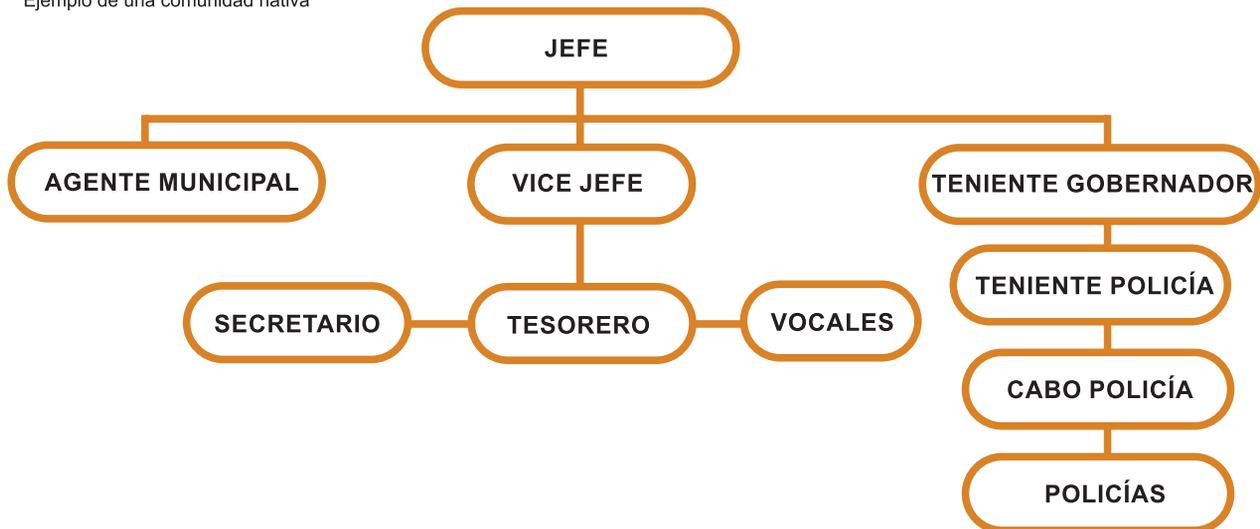 Ejemplo de una comunidad nativa
JEFE
AGENTE MUNICIPAL
VICE JEFE
TENIENTE GOBERNADOR
TENIENTE POLICÍA
SECRETARIO
TESORERO
VOCALES
CABO POLICÍA
POLICÍAS